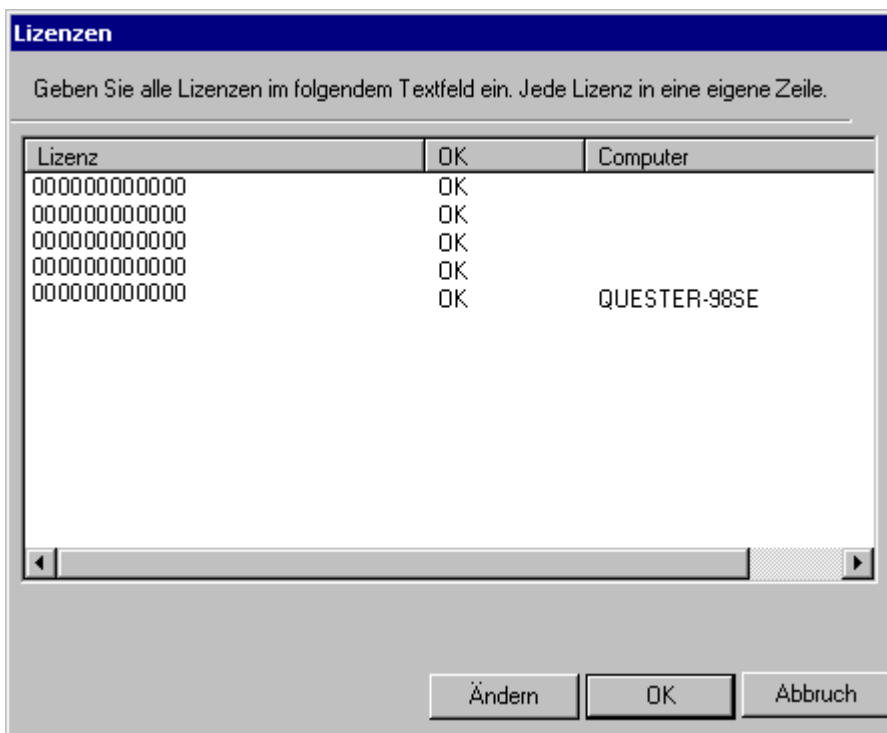 Lizenzen
Geben Sie alle Lizenzen im folgendem Textfeld ein. Jede Lizenz in eine eigene Zeile.
Lizenz OK Computer
000000000000 OK
000000000000 OK
000000000000 OK
000000000000 OK
000000000000 OK QUESTER-98SE
Ändern OK Abbruch